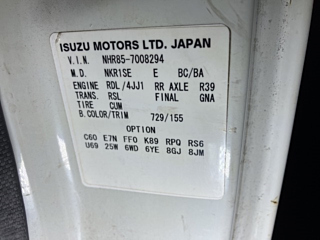 ISUZU MOTORS LTD. JAPAN
V.I.N. NHR85-7008294
M.D. NKR1SE E BC/BA
ENGINE RDL/4JJ1 RR AXLE R39
TRANS. RSL FINAL GNA
TIRE CUM
B.COLOR/TRIM 729/155
OPTION
C60 E7N FF0 K89 RPQ RS6
U69 25W 6WD 6YE 8GJ 8JM